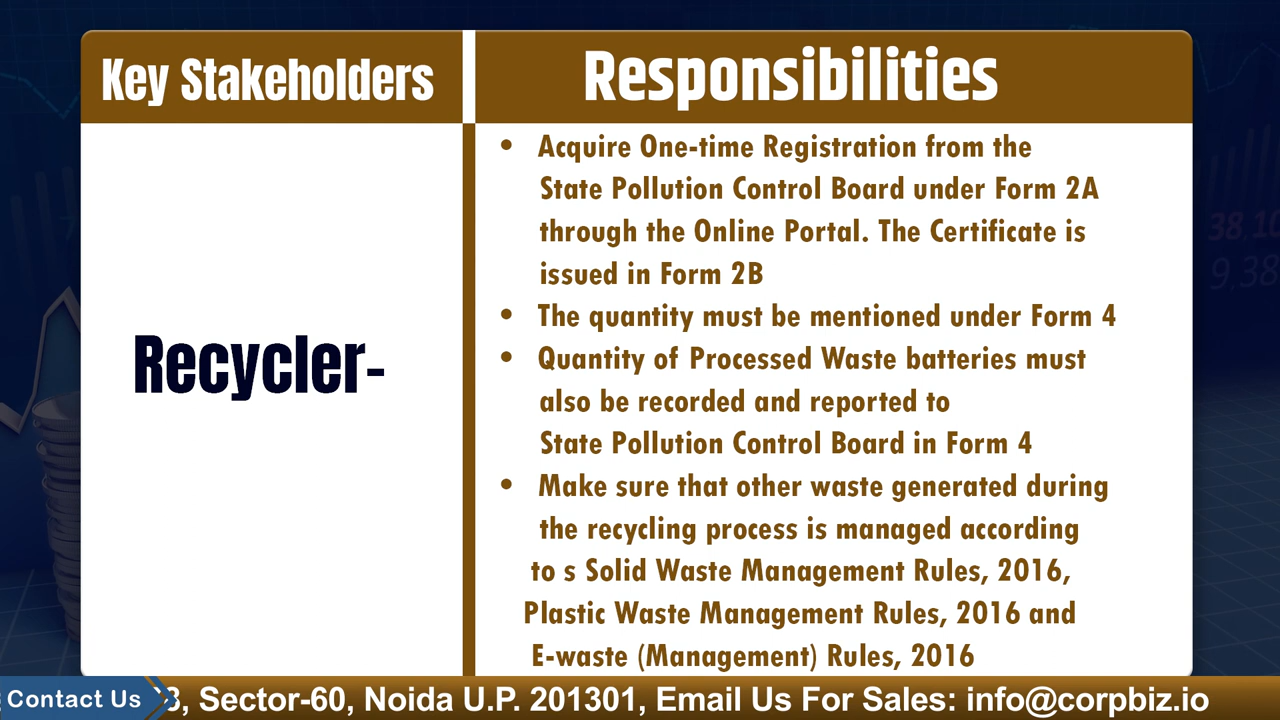 Key Stakeholders
Responsibilities
Recycler-
• Acquire One-time Registration from the
State Pollution Control Board under Form 2A
through the Online Portal. The Certificate is
issued in Form 2B
• The quantity must be mentioned under Form 4
• Quantity of Processed Waste batteries must
also be recorded and reported to
State Pollution Control Board in Form 4
• Make sure that other waste generated during
the recycling process is managed according
to s Solid Waste Management Rules, 2016,
Plastic Waste Management Rules, 2016 and
E-waste (Management) Rules, 2016
38.10
9.38
Contact Us
3, Sector-60, Noida U.P. 201301, Email Us For Sales: info@corpbiz.io